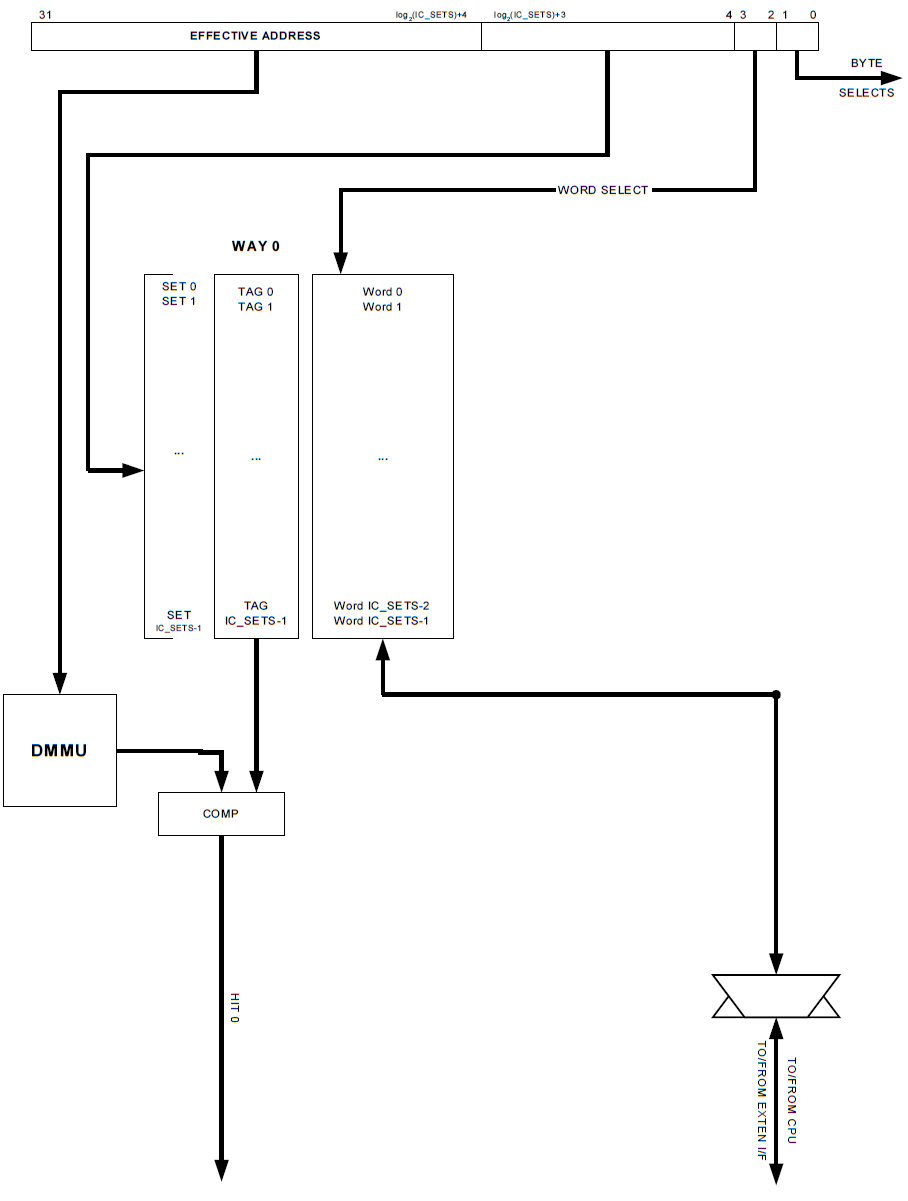 31 log2(IC_SETS)+4 log2(IC_SETS)+3 4 3 2 1 0
EFFECTIVE ADDRESS
BYTE
SELECTS
WORD SELECT
WAY 0
SET 0
SET 1
TAG 0
TAG 1
Word 0
Word 1
...
...
...
SET
IC_SETS-1
TAG
IC_SETS-1
Word IC_SETS-2
Word IC_SETS-1
DMMU
COMP
HIT 0
TO/FROM EXTEN I/F
TO/FROM CPU